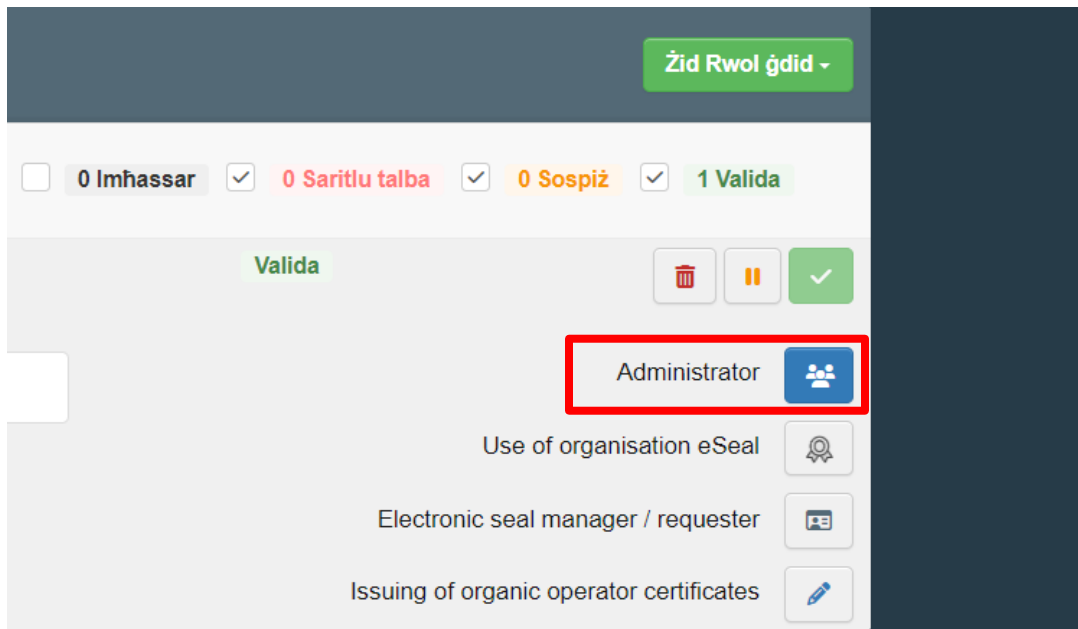 Żid Rwol ġdid
0 Imħassar 0 Saritlu talba 0 Sospiż 1 Valida
Valida
Administrator
Use of organisation eSeal
Electronic seal manager / requester
Issuing of organic operator certificates